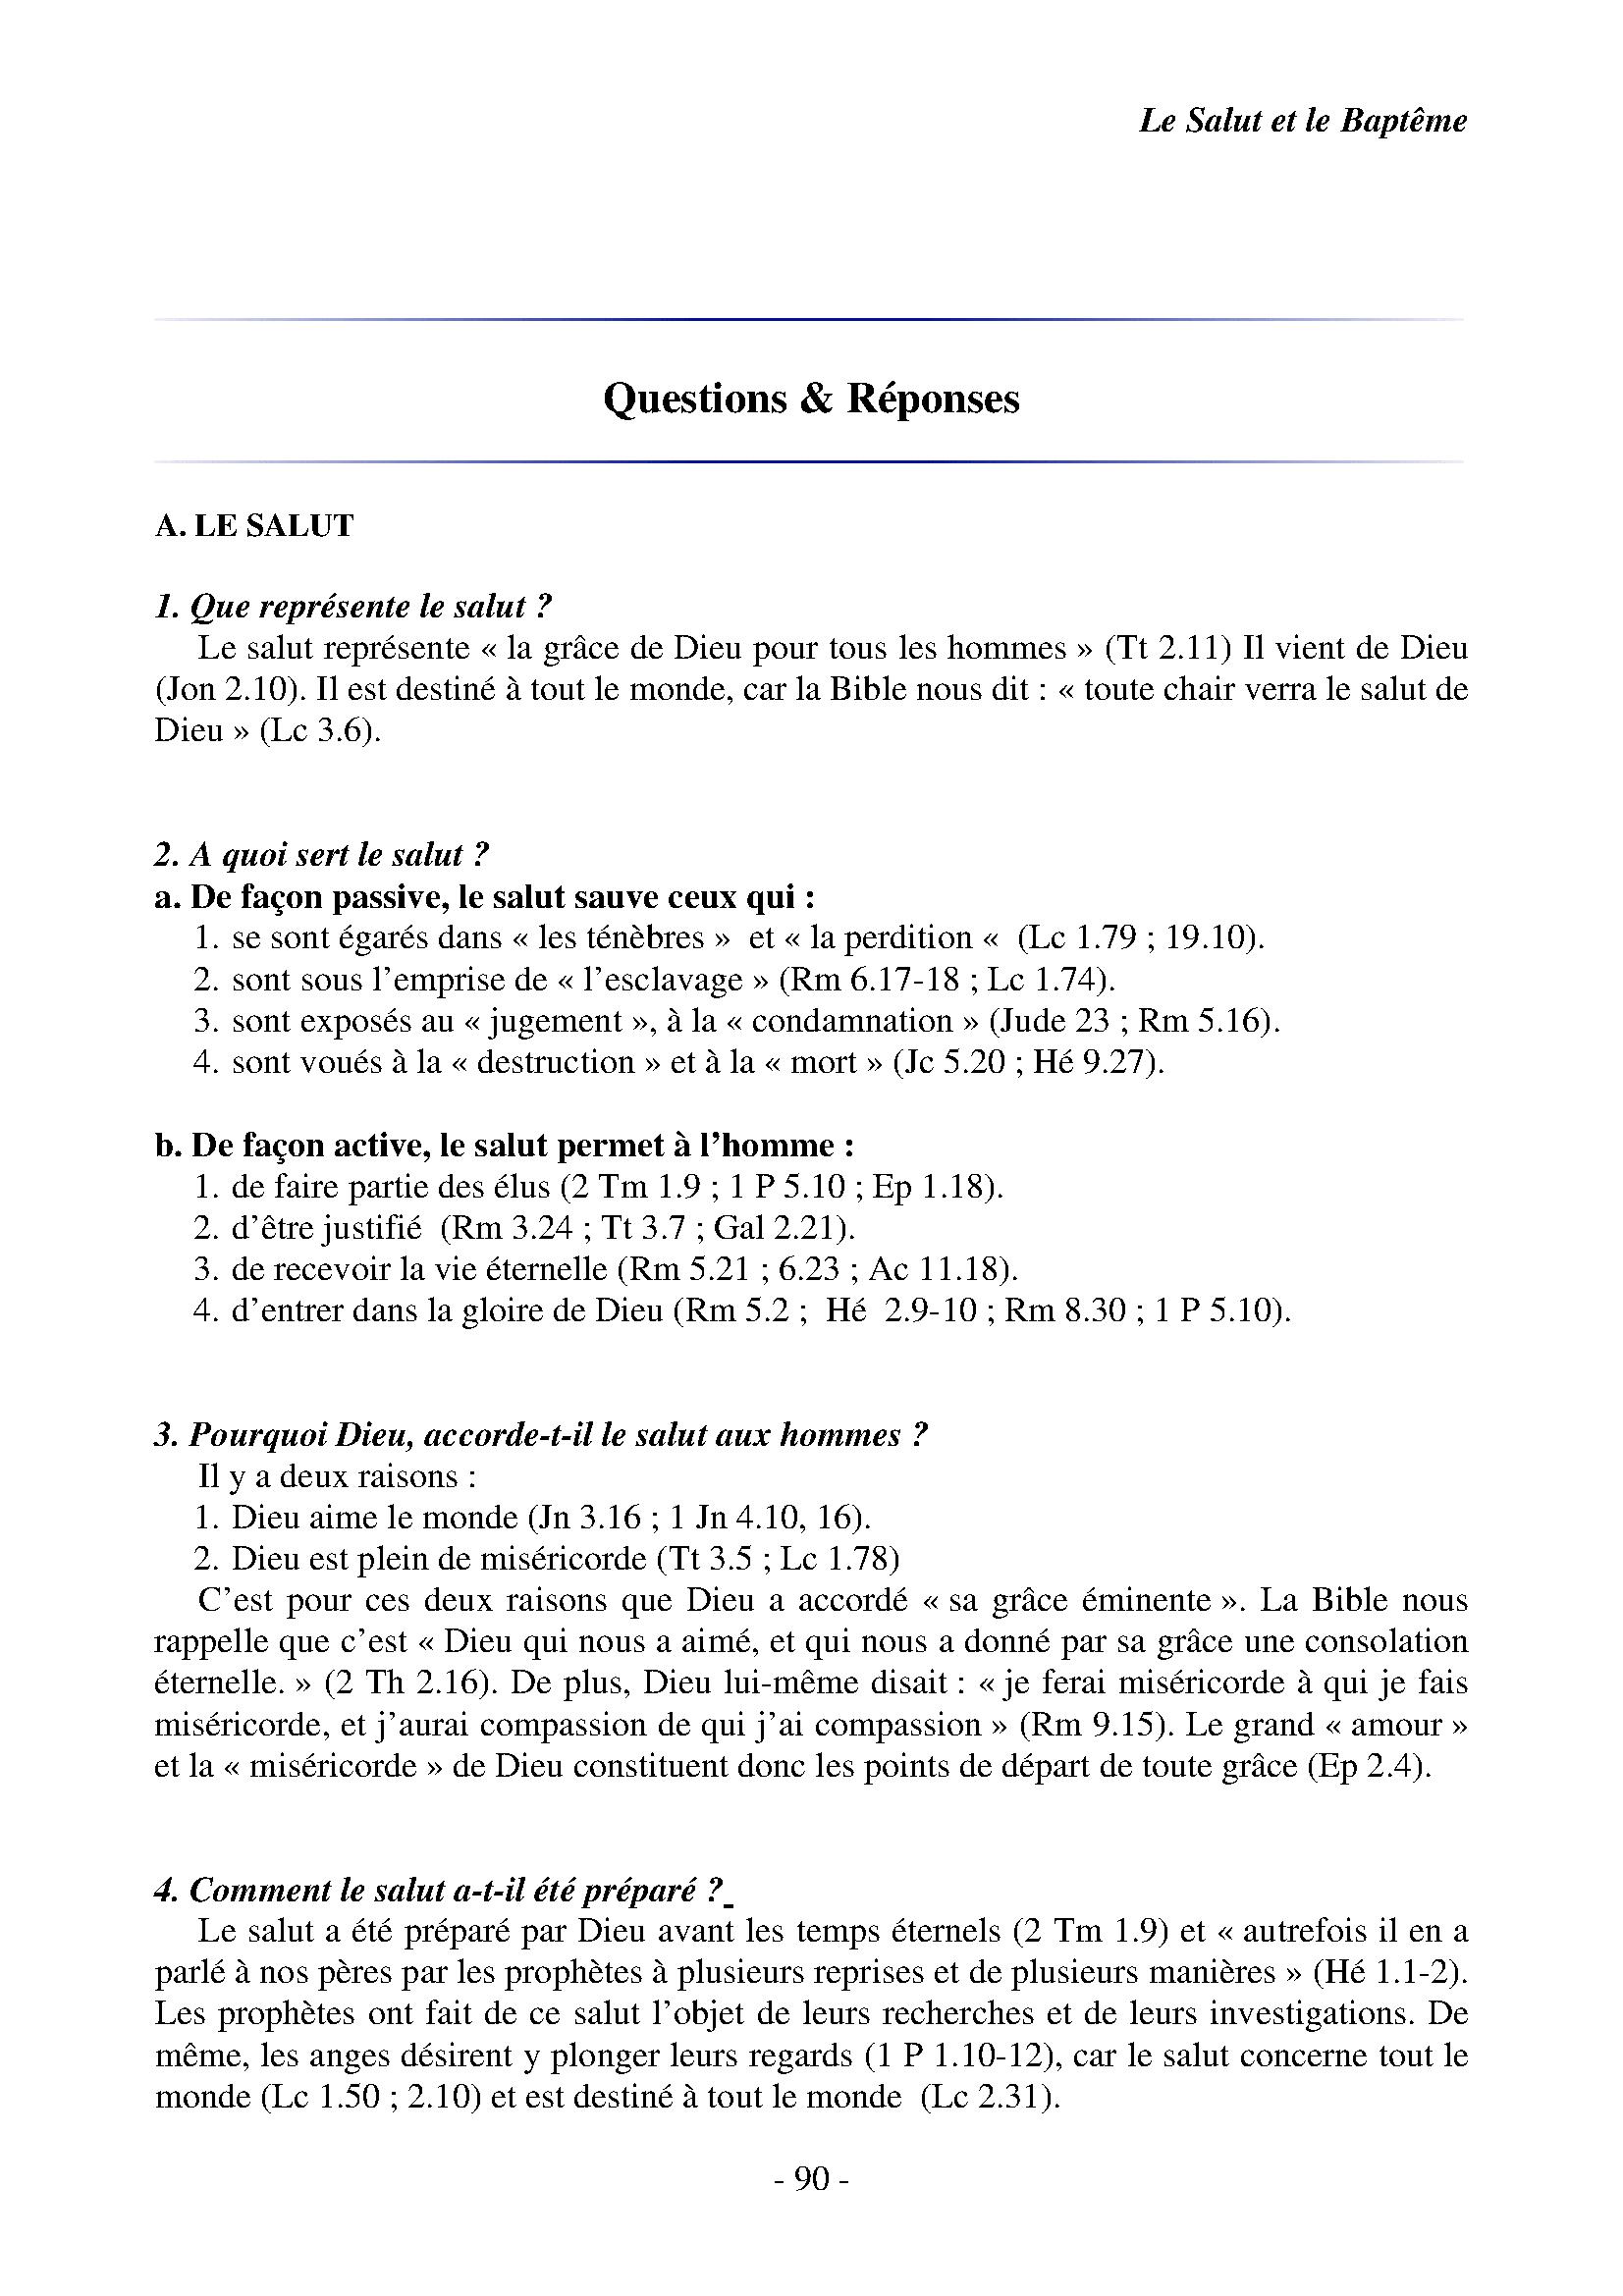 Le Salut et le Baptême
Questions & Réponses
A. LE SALUT
1. Que représente le salut ?
Le salut représente « la grâce de Dieu pour tous les hommes » (Tt 2.11) Il vient de Dieu
(Jon 2.10). Il est destiné à tout le monde, car la Bible nous dit : « toute chair verra le salut de
Dieu » (Lc 3.6).
2. A quoi sert le salut ?
a. De façon passive, le salut sauve ceux qui :
1. se sont égarés dans « les ténèbres »  et « la perdition «  (Lc 1.79 ; 19.10).
2. sont sous l’emprise de « l’esclavage » (Rm 6.17-18 ; Lc 1.74).
3. sont exposés au « jugement », à la « condamnation » (Jude 23 ; Rm 5.16).
4. sont voués à la « destruction » et à la « mort » (Jc 5.20 ; Hé 9.27).
b. De façon active, le salut permet à l’homme :
1. de faire partie des élus (2 Tm 1.9 ; 1 P 5.10 ; Ep 1.18).
2. d’être justifié  (Rm 3.24 ; Tt 3.7 ; Gal 2.21).
3. de recevoir la vie éternelle (Rm 5.21 ; 6.23 ; Ac 11.18).
4. d’entrer dans la gloire de Dieu (Rm 5.2 ;  Hé  2.9-10 ; Rm 8.30 ; 1 P 5.10).
3. Pourquoi Dieu, accorde-t-il le salut aux hommes ?
Il y a deux raisons :
1. Dieu aime le monde (Jn 3.16 ; 1 Jn 4.10, 16).
2. Dieu est plein de miséricorde (Tt 3.5 ; Lc 1.78)
C’est pour ces deux raisons que Dieu a accordé « sa grâce éminente ». La Bible nous
rappelle que c’est « Dieu qui nous a aimé, et qui nous a donné par sa grâce une consolation
éternelle. » (2 Th 2.16). De plus, Dieu lui-même disait : « je ferai miséricorde à qui je fais
miséricorde, et j’aurai compassion de qui j’ai compassion » (Rm 9.15). Le grand « amour »
et la « miséricorde » de Dieu constituent donc les points de départ de toute grâce (Ep 2.4).
4. Comment le salut a-t-il été préparé ?
Le salut a été préparé par Dieu avant les temps éternels (2 Tm 1.9) et « autrefois il en a
parlé à nos pères par les prophètes à plusieurs reprises et de plusieurs manières » (Hé 1.1-2).
Les prophètes ont fait de ce salut l’objet de leurs recherches et de leurs investigations. De
même, les anges désirent y plonger leurs regards (1 P 1.10-12), car le salut concerne tout le
monde (Lc 1.50 ; 2.10) et est destiné à tout le monde  (Lc 2.31).
- 90 -